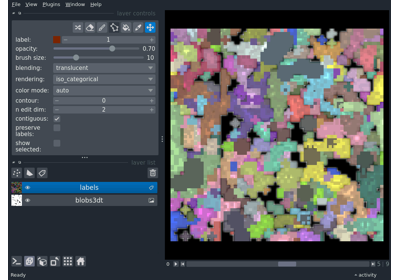 File View Plugins Window Help
layer controls
label: 1
opacity: 0.70
brush size: 10
blending: translucent
rendering: iso_categorical
color mode: auto
contour: 0
n edit dim: 2
contiguous:
preserve
labels:
show
selected:
layer list
labels
blobs3dt
Ready
activity